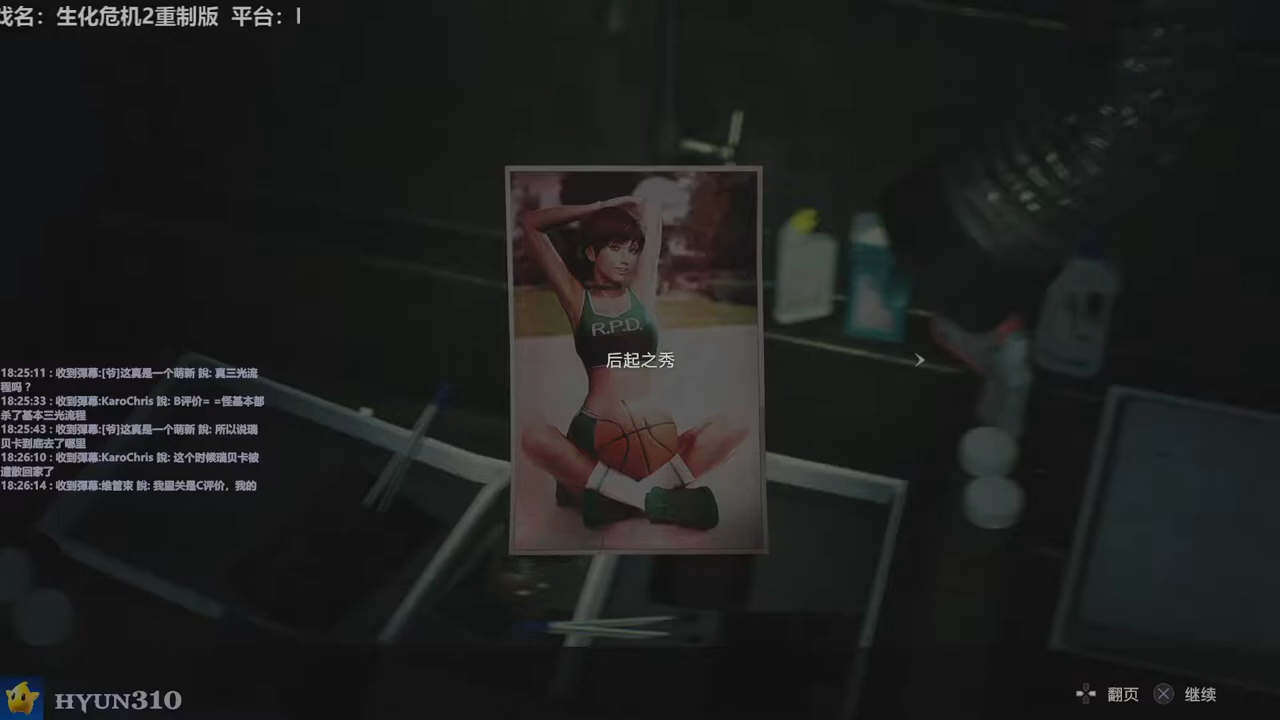 戏名：生化危机2重制版 平台：
R.P.D.
后起之秀
18:25:11 : 收到彈幕:[爷]这真是一个萌新 說: 真三光流
程吗？
18:25:33 : 收到彈幕:KaroChris 說: B评价= =怪基本都
杀了基本三光流程
18:25:43 : 收到彈幕:[爷]这真是一个萌新 說: 所以说瑞
贝卡到底去了哪里
18:26:10 : 收到彈幕:KaroChris 說: 这个时候瑞贝卡被
遣散回家了
18:26:14 : 收到彈幕:维管束 說: 我里关是C评价，我的
HYUN310
翻页 继续